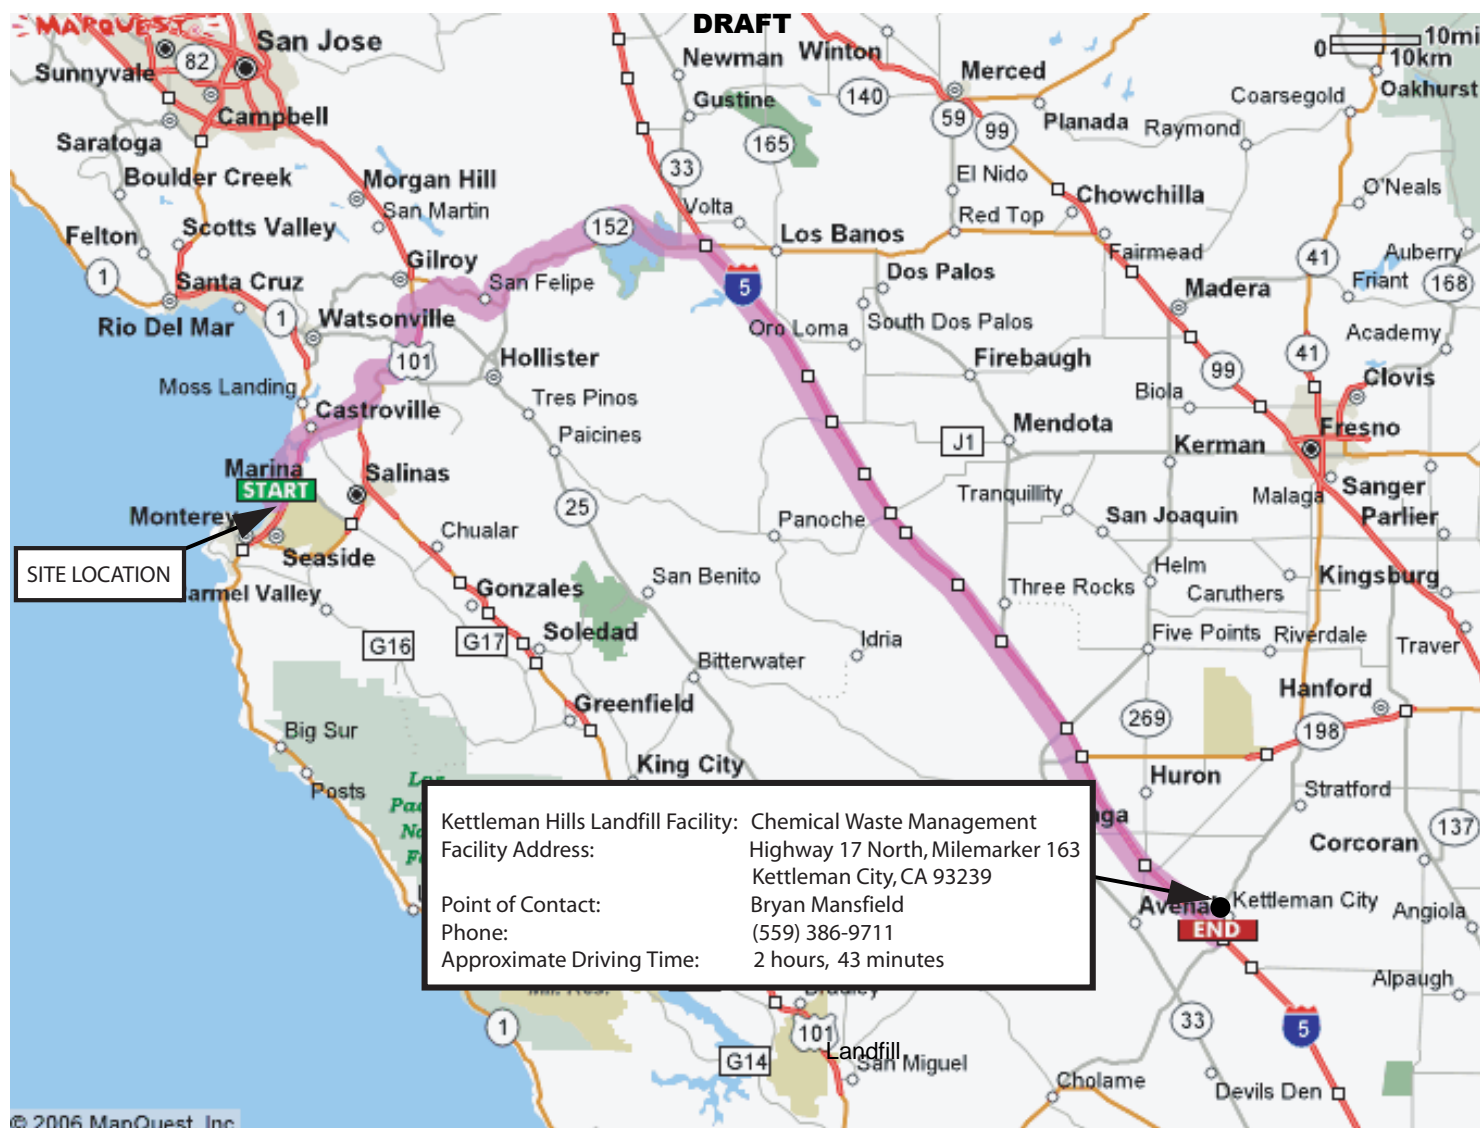 DRAFT
MAPQUEST
San Jose
82
Sunnyvale
Campbell
Saratoga
Boulder Creek
Morgan Hill
San Martin
Felton
Scotts Valley
1
Santa Cruz
Gilroy
San Felipe
152
Rio Del Mar
1
Watsonville
101
Hollister
Moss Landing
Castroville
Tres Pinos
Paicines
Marina
START
Salinas
Monterey
Seaside
Chualar
25
SITE LOCATION
armel Valley
Gonzales
G16
G17
Soledad
San Benito
Bitterwater
Greenfield
Big Sur
Posts
King City
Newman
Winton
Gustine
140
Merced
59
99
Planada
Raymond
Coarsegold
Oakhurst
0
10mi
10km
165
33
El Nido
Chowchilla
O'Neals
Volta
Los Banos
Red Top
Fairmead
41
Auberry
Friant
168
5
Dos Palos
Madera
Oro Loma
South Dos Palos
Academy
Firebaugh
41
99
Clovis
Biola
Fresno
J1
Mendota
Kerman
Tranquillity
Malaga
Sanger
Panoche
San Joaquin
Parlier
Helm
Three Rocks
Caruthers
Kingsburg
Idria
Five Points
Riverdale
Traver
Hanford
269
198
Huron
Stratford
137
Corcoran
Kettleman Hills Landfill Facility: Chemical Waste Management
Facility Address: Highway 17 North, Milemarker 163
Kettleman City, CA 93239
Point of Contact: Bryan Mansfield
Phone: (559) 386-9711
Approximate Driving Time: 2 hours, 43 minutes
nga
Avenal
Kettleman City
END
Angiola
Alpaugh
Mil. Res.
Bradley
1
101
Landfill
G14
San Miguel
33
5
Cholame
Devils Den
© 2006 MapQuest, Inc